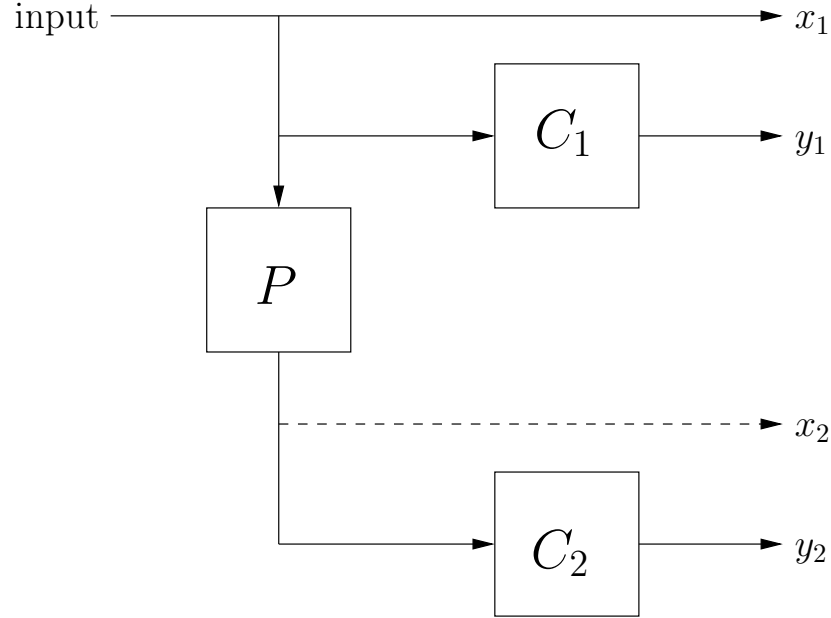 input x₁
C₁ y₁
P
x₂
C₂ y₂